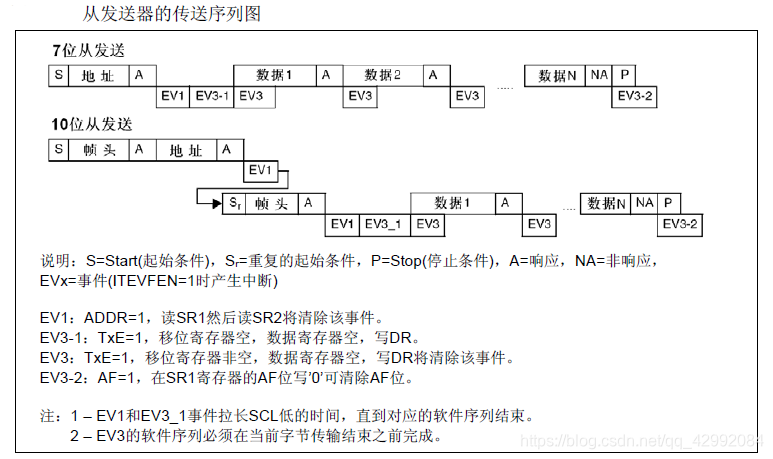 从发送器的传送序列图
7位从发送
S 地址 A 数据1 A 数据2 A 数据N NA P
EV1 EV3-1 EV3 EV3 EV3 ..... EV3-2
10位从发送
S 帧头 A 地址 A
EV1
Sr 帧头 A 数据1 A .... 数据N NA P
EV1 EV3_1 EV3 EV3 EV3-2
说明：S=Start(起始条件)，Sr=重复的起始条件，P=Stop(停止条件)，A=响应，NA=非响应，
EVx=事件(ITEVFEN=1时产生中断)
EV1：ADDR=1，读SR1然后读SR2将清除该事件。
EV3-1：TxE=1，移位寄存器空，数据寄存器空，写DR。
EV3：TxE=1，移位寄存器非空，数据寄存器空，写DR将清除该事件。
EV3-2：AF=1，在SR1寄存器的AF位写'0'可清除AF位。
注：1 – EV1和EV3_1事件拉长SCL低的时间，直到对应的软件序列结束。
2 – EV3的软件序列必须在当前字节传输结束之前完成。
https://blog.csdn.net/qq_42992084